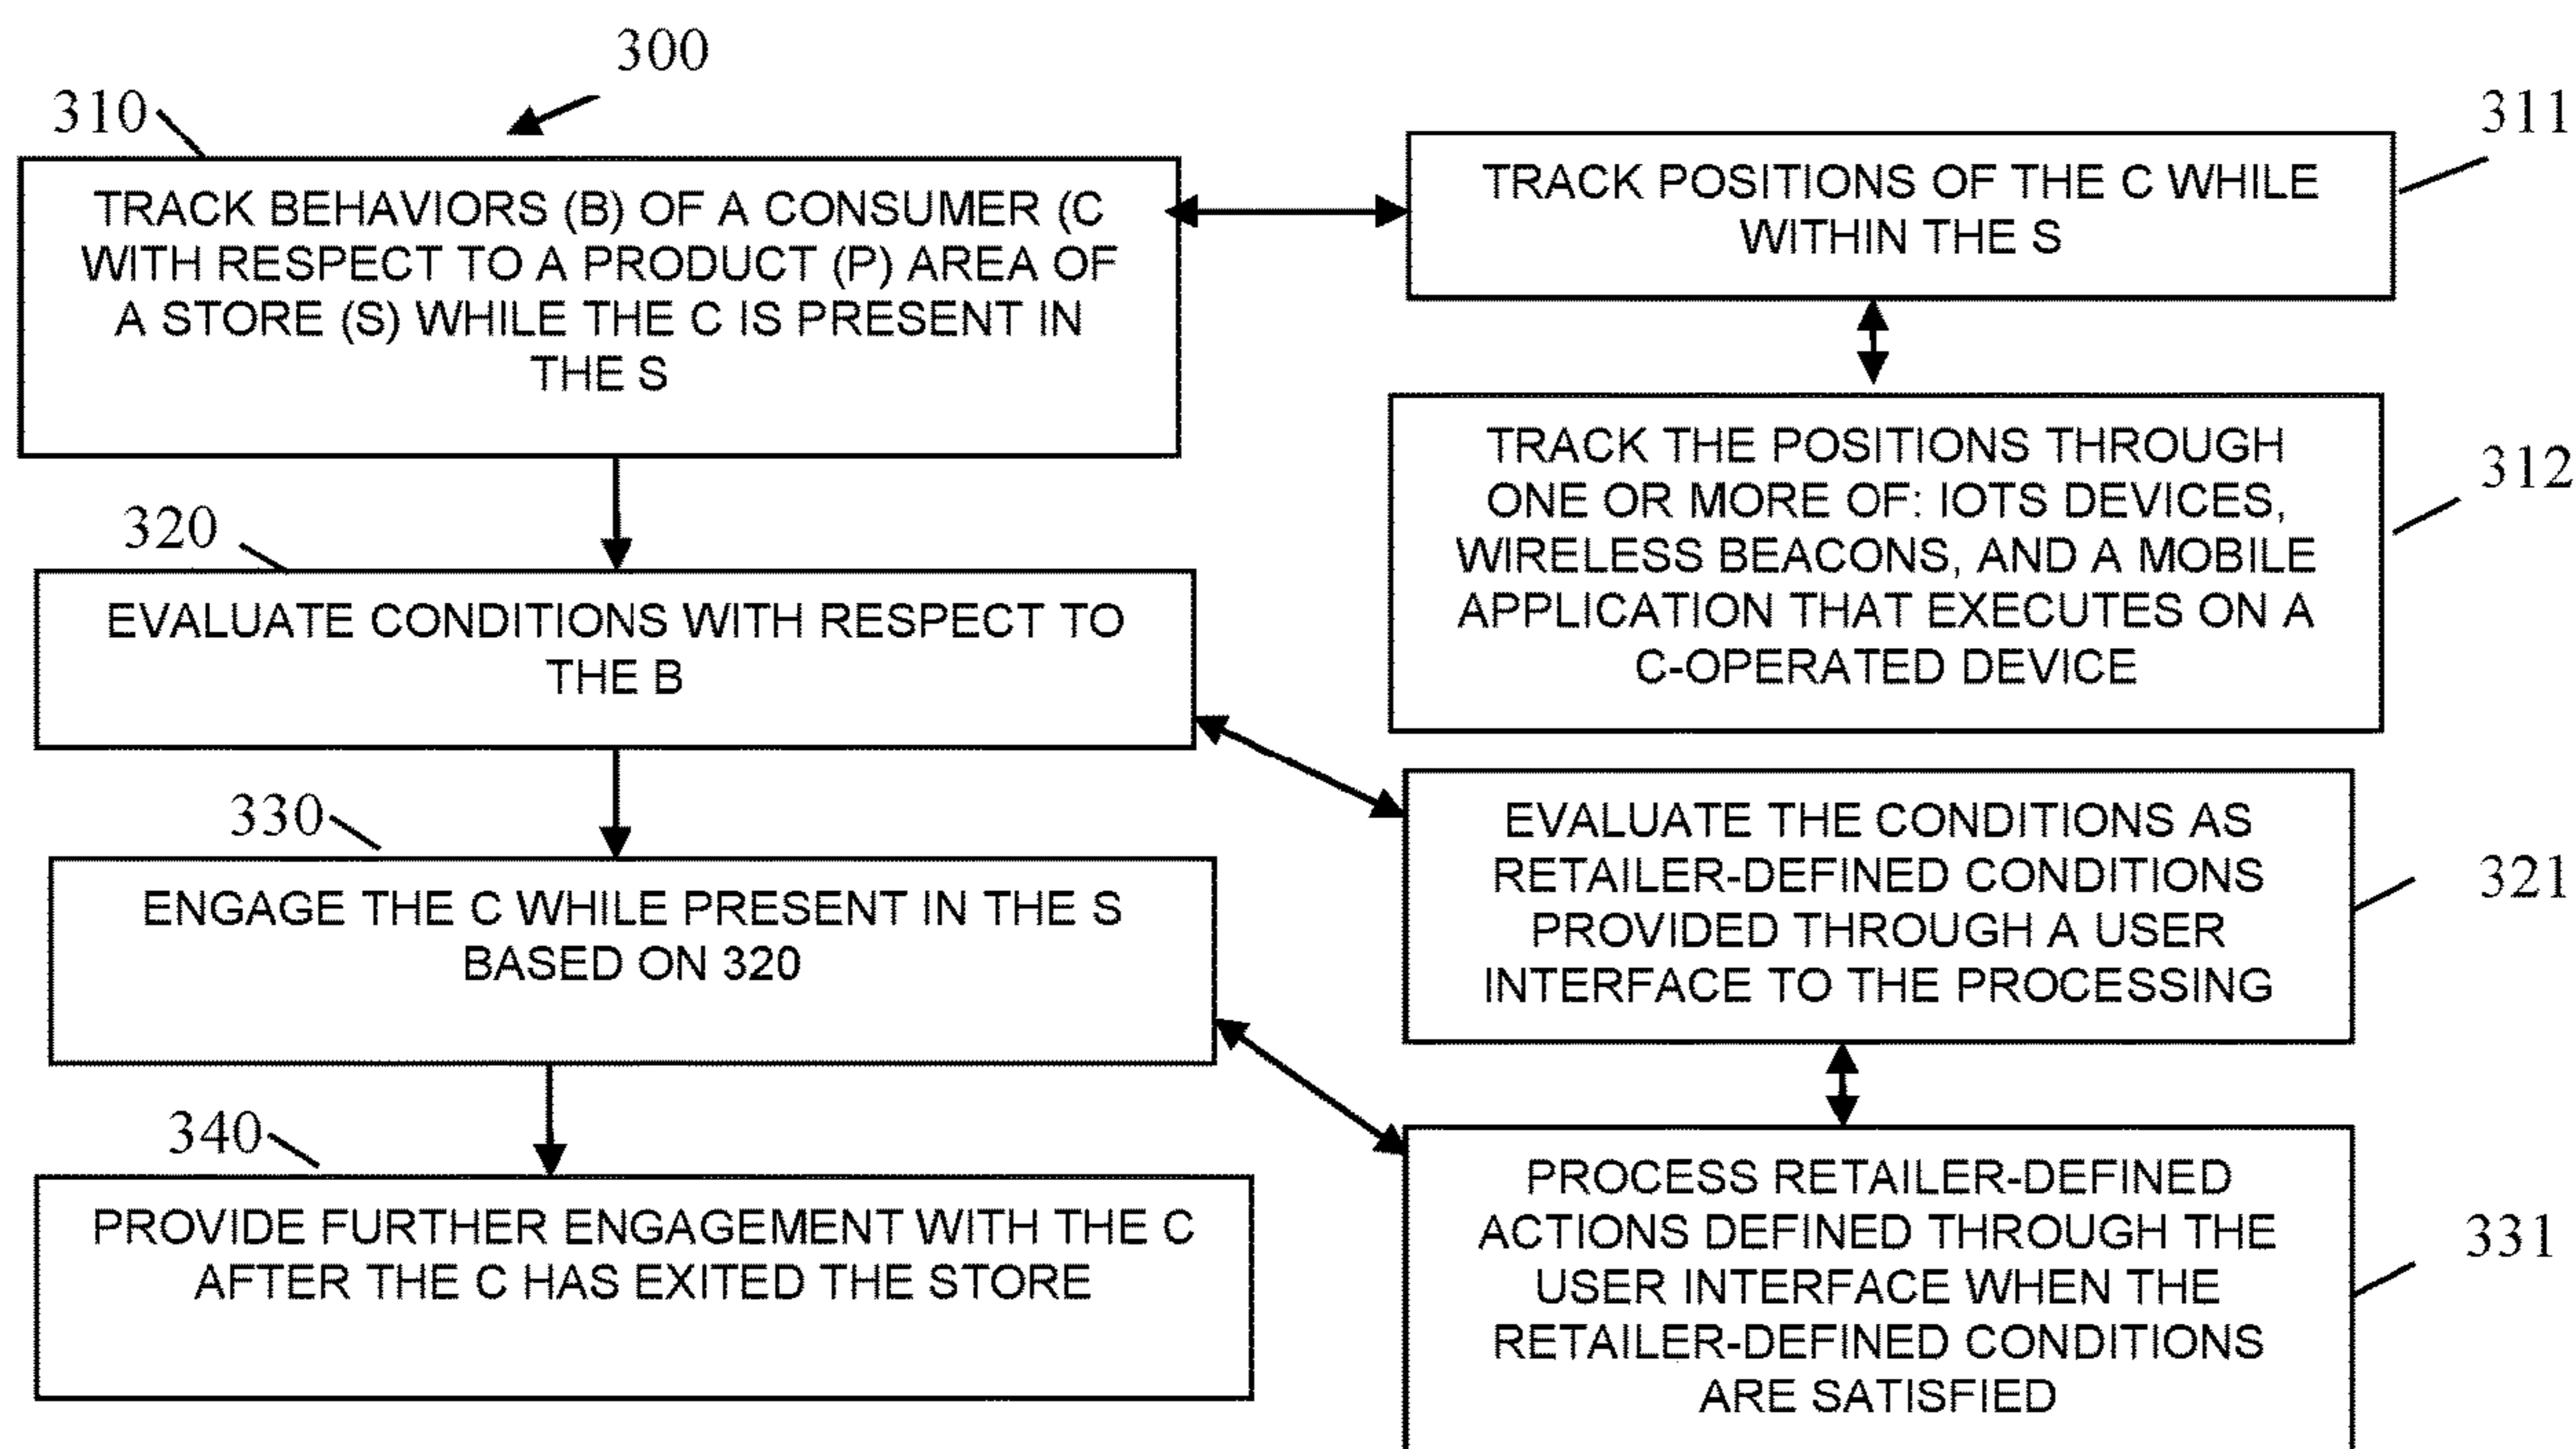 300
310
TRACK BEHAVIORS (B) OF A CONSUMER (C
WITH RESPECT TO A PRODUCT (P) AREA OF
A STORE (S) WHILE THE C IS PRESENT IN
THE S
311
TRACK POSITIONS OF THE C WHILE
WITHIN THE S
312
TRACK THE POSITIONS THROUGH
ONE OR MORE OF: IOTS DEVICES,
WIRELESS BEACONS, AND A MOBILE
APPLICATION THAT EXECUTES ON A
C-OPERATED DEVICE
320
EVALUATE CONDITIONS WITH RESPECT TO
THE B
321
EVALUATE THE CONDITIONS AS
RETAILER-DEFINED CONDITIONS
PROVIDED THROUGH A USER
INTERFACE TO THE PROCESSING
330
ENGAGE THE C WHILE PRESENT IN THE S
BASED ON 320
331
PROCESS RETAILER-DEFINED
ACTIONS DEFINED THROUGH THE
USER INTERFACE WHEN THE
RETAILER-DEFINED CONDITIONS
ARE SATISFIED
340
PROVIDE FURTHER ENGAGEMENT WITH THE C
AFTER THE C HAS EXITED THE STORE